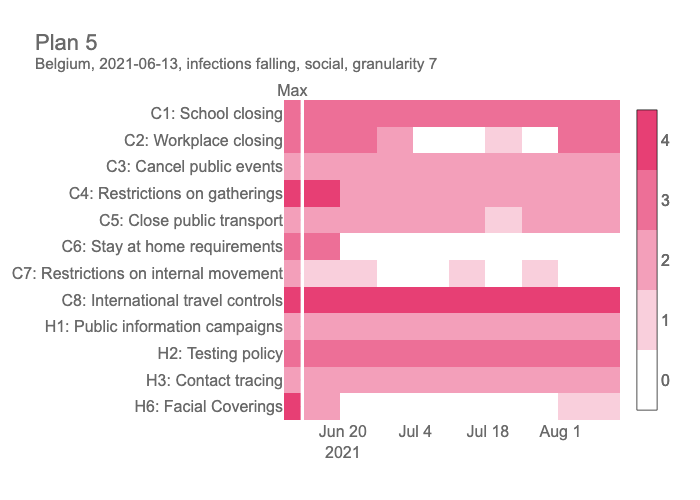 Plan 5
Belgium, 2021-06-13, infections falling, social, granularity 7
Max
C1: School closing
C2: Workplace closing
C3: Cancel public events
C4: Restrictions on gatherings
C5: Close public transport
C6: Stay at home requirements
C7: Restrictions on internal movement
C8: International travel controls
H1: Public information campaigns
H2: Testing policy
H3: Contact tracing
H6: Facial Coverings
Jun 20 Jul 4 Jul 18 Aug 1
2021
4
3
2
1
0